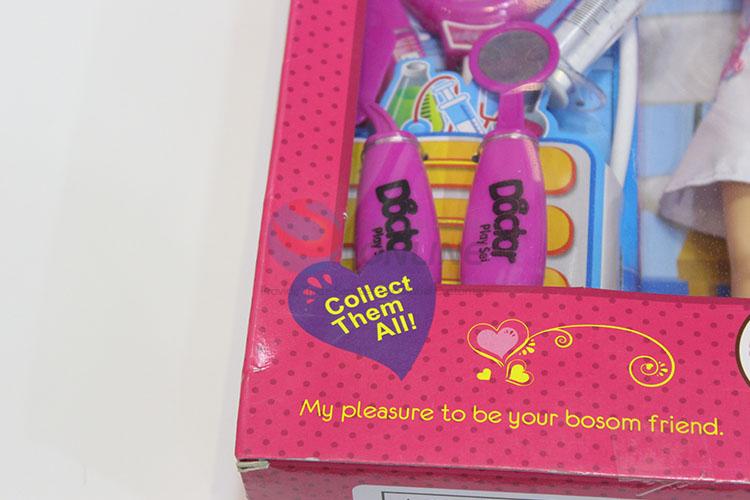 Doctor
Play Set
Doctor
Play Set
Collect
Them
All!
My pleasure to be your bosom friend.